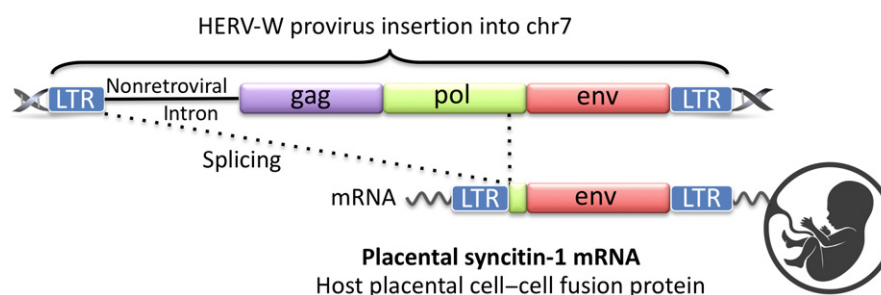 HERV-W provirus insertion into chr7
LTR
Nonretroviral
Intron
gag
pol
env
LTR
Splicing
mRNA
LTR
env
LTR
Placental syncitin-1 mRNA
Host placental cell–cell fusion protein